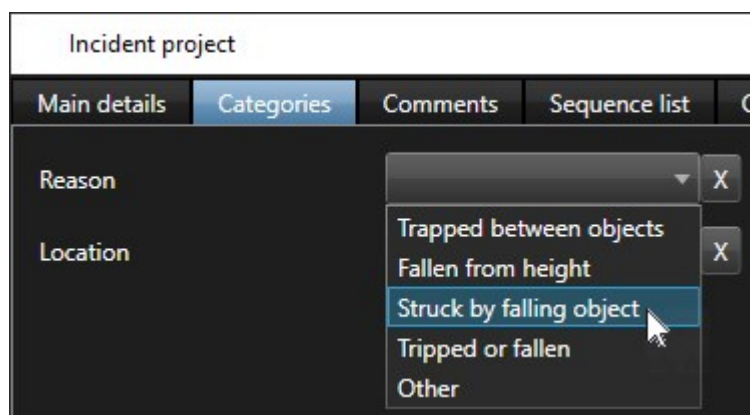 Incident project
Main details Categories Comments Sequence list
Reason X
Trapped between objects
Location X
Fallen from height
Struck by falling object
Tripped or fallen
Other